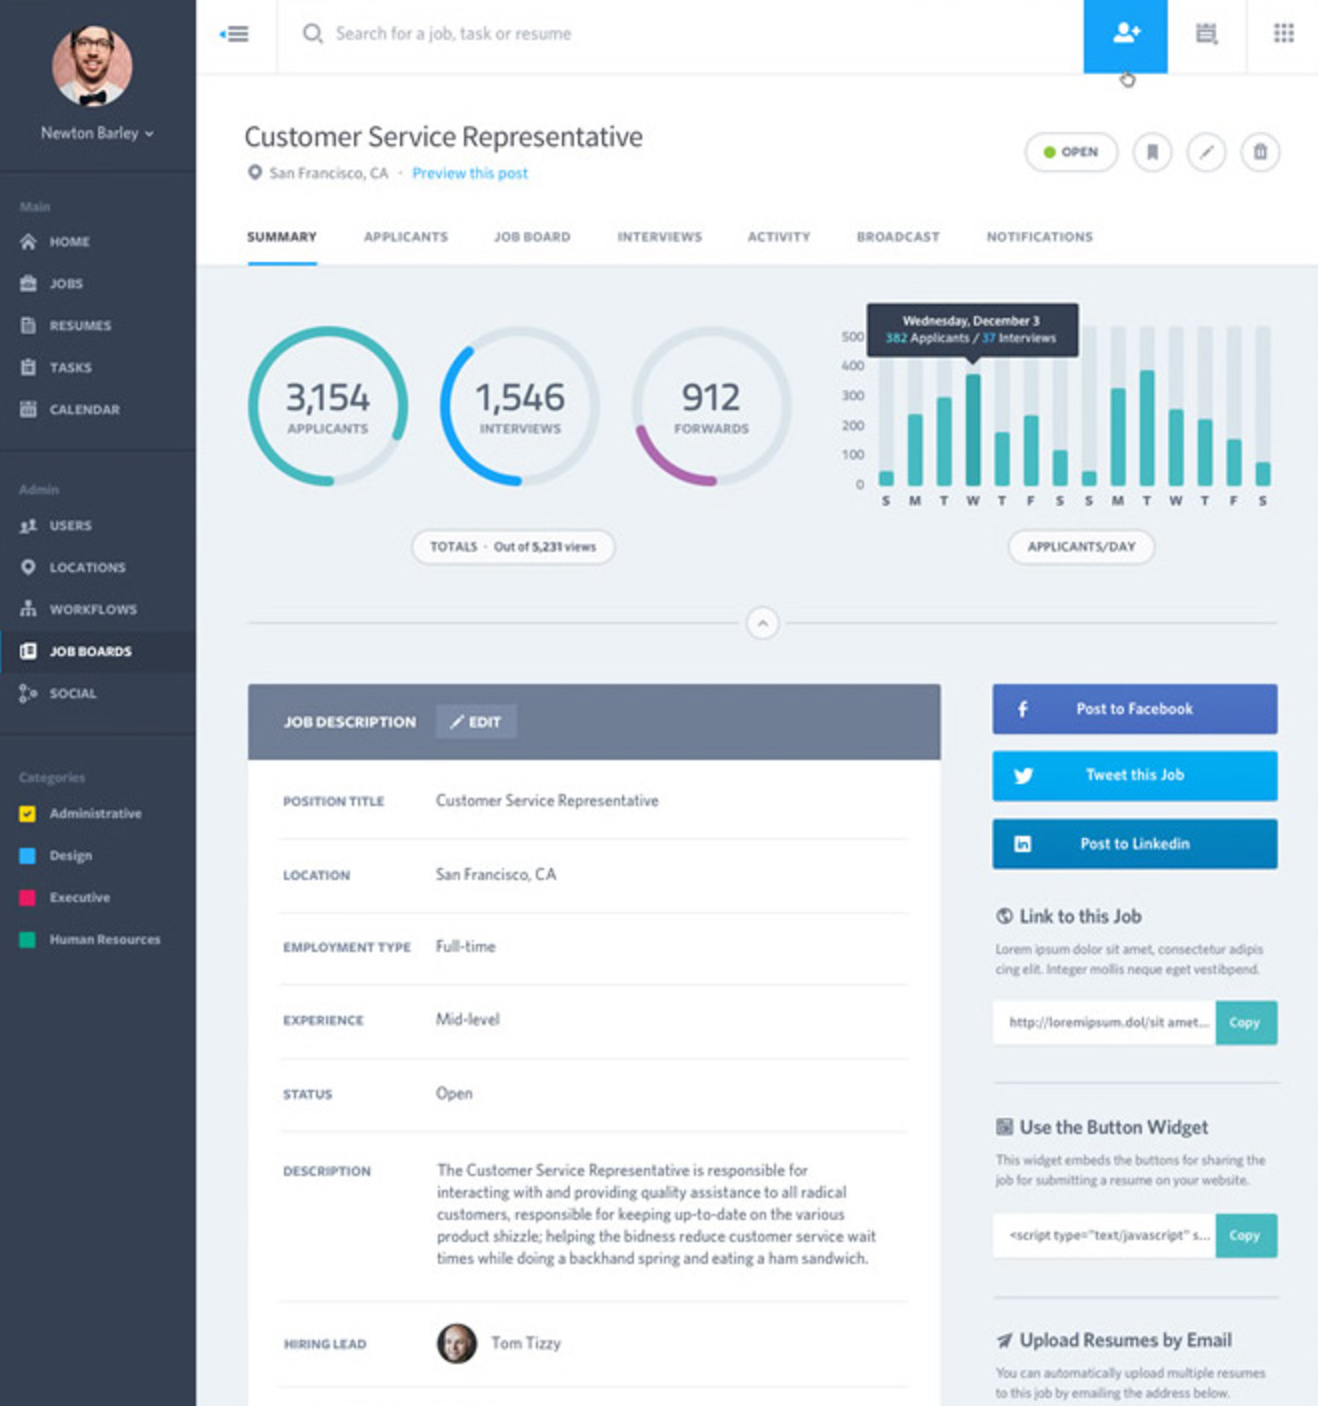 Newton Barley
Main
HOME
JOBS
RESUMES
TASKS
CALENDAR
Admin
USERS
LOCATIONS
WORKFLOWS
JOB BOARDS
SOCIAL
Categories
Administrative
Design
Executive
Human Resources
Search for a job, task or resume
Customer Service Representative
San Francisco, CA · Preview this post
OPEN
SUMMARY APPLICANTS JOB BOARD INTERVIEWS ACTIVITY BROADCAST NOTIFICATIONS
3,154
APPLICANTS
1,546
INTERVIEWS
912
FORWARDS
TOTALS · Out of 5,231 views
Wednesday, December 3
382 Applicants / 37 Interviews
500
400
300
200
100
0
S M T W T F S S M T W T F S
APPLICANTS/DAY
JOB DESCRIPTION EDIT
POSITION TITLE Customer Service Representative
LOCATION San Francisco, CA
EMPLOYMENT TYPE Full-time
EXPERIENCE Mid-level
STATUS Open
DESCRIPTION The Customer Service Representative is responsible for
interacting with and providing quality assistance to all radical
customers, responsible for keeping up-to-date on the various
product shizzle; helping the bidness reduce customer service wait
times while doing a backhand spring and eating a ham sandwich.
HIRING LEAD Tom Tizzy
Post to Facebook
Tweet this Job
Post to Linkedin
Link to this Job
Lorem ipsum dolor sit amet, consectetur adipis
cing elit. Integer mollis neque eget vestibpend.
http://loremipsum.dol/sit amet... Copy
Use the Button Widget
This widget embeds the buttons for sharing the
job for submitting a resume on your website.
<script type="text/javascript" s... Copy
Upload Resumes by Email
You can automatically upload multiple resumes
to this job by emailing the address below.